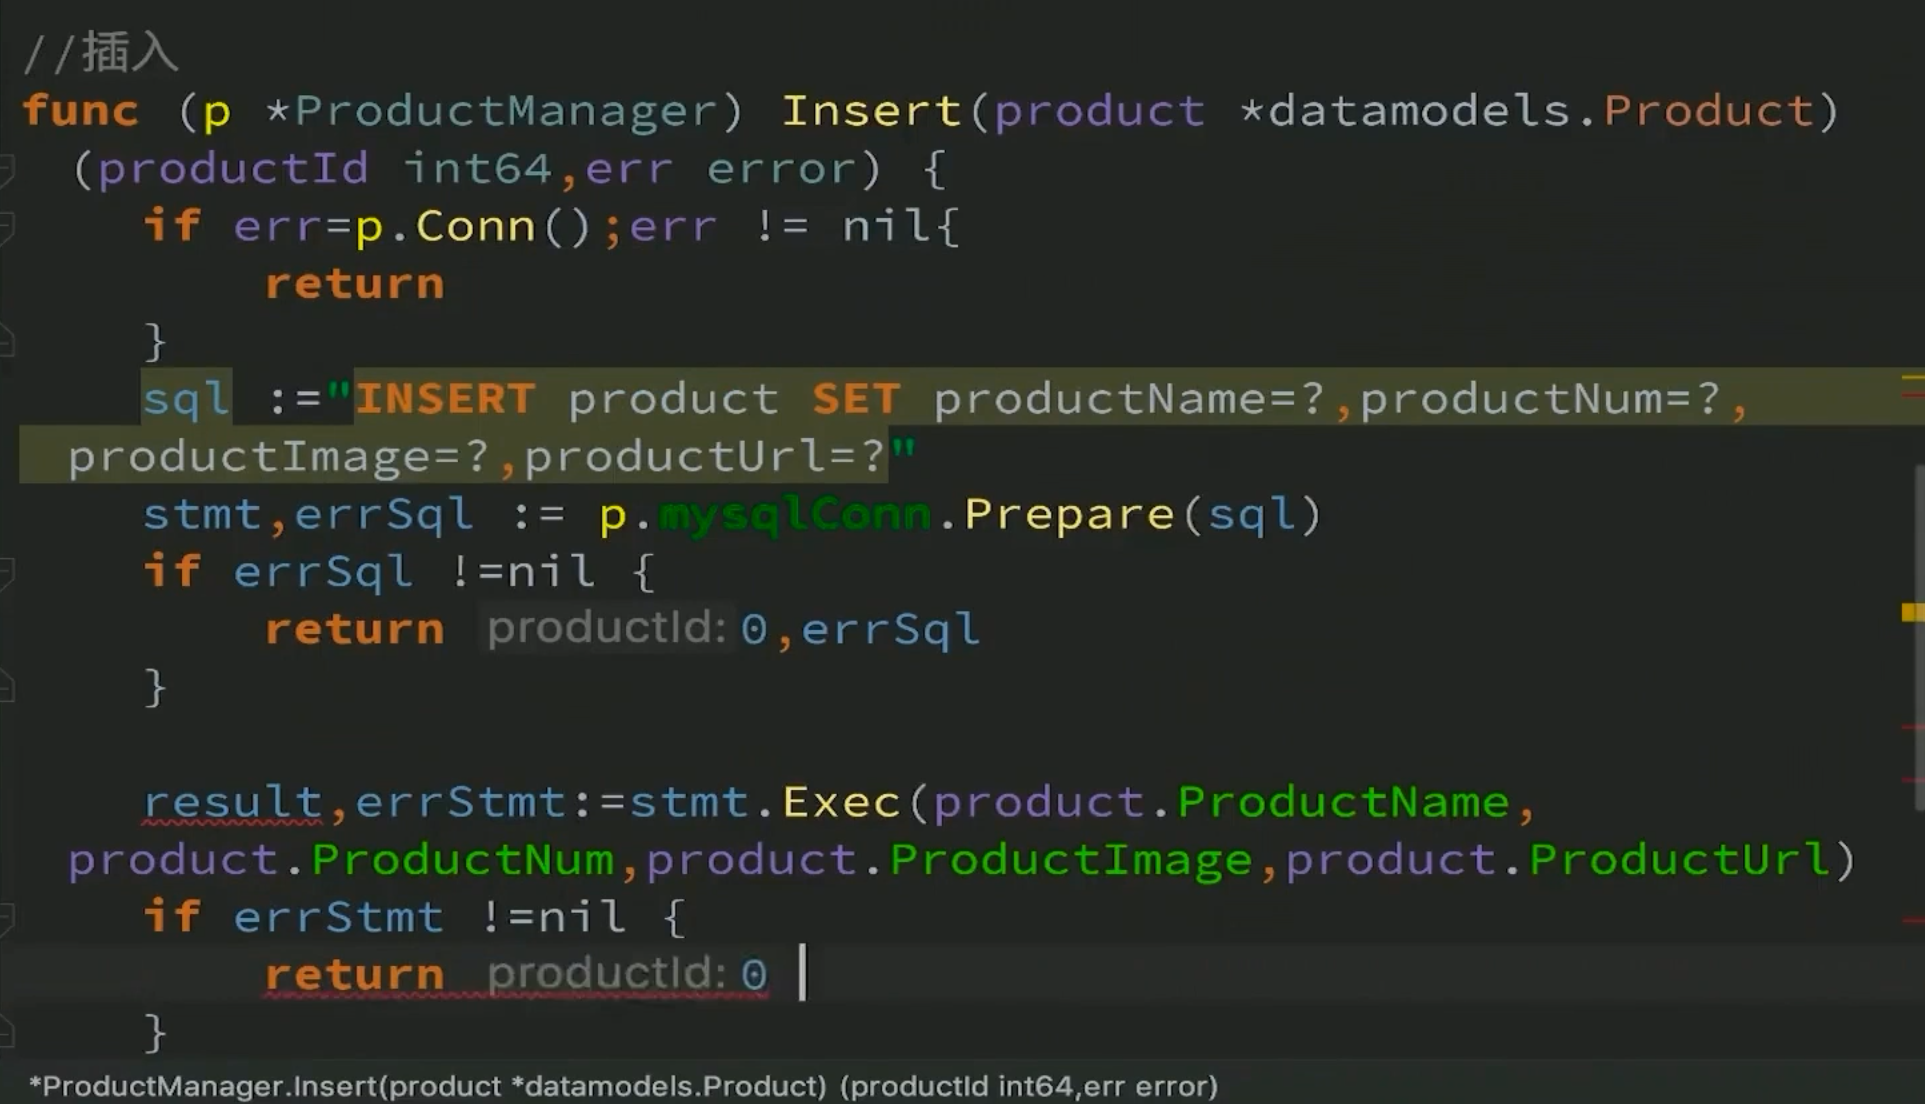 //插入
func (p *ProductManager) Insert(product *datamodels.Product)
(productId int64,err error) {
if err=p.Conn();err != nil{
return
}
sql :="INSERT product SET productName=?,productNum=?,
productImage=?,productUrl=?"
stmt,errSql := p.mysqlConn.Prepare(sql)
if errSql !=nil {
return productId: 0,errSql
}
result,errStmt:=stmt.Exec(product.ProductName,
product.ProductNum,product.ProductImage,product.ProductUrl)
if errStmt !=nil {
return productId: 0
}
*ProductManager.Insert(product *datamodels.Product) (productId int64,err error)